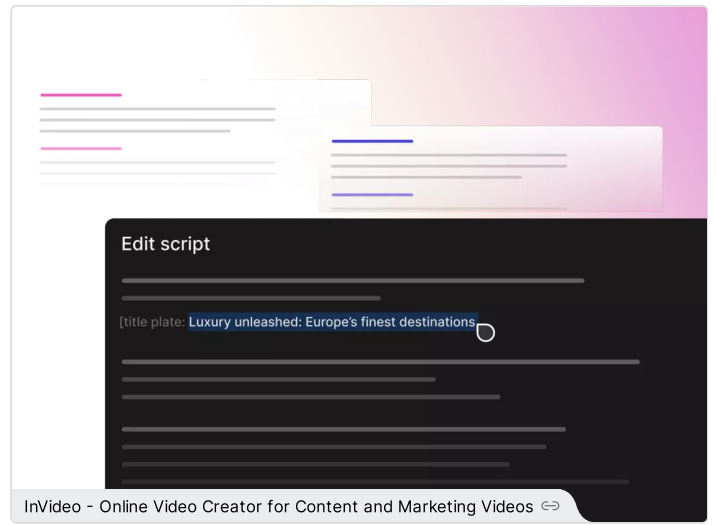 Edit script
[title plate: Luxury unleashed: Europe's finest destinations
InVideo - Online Video Creator for Content and Marketing Videos